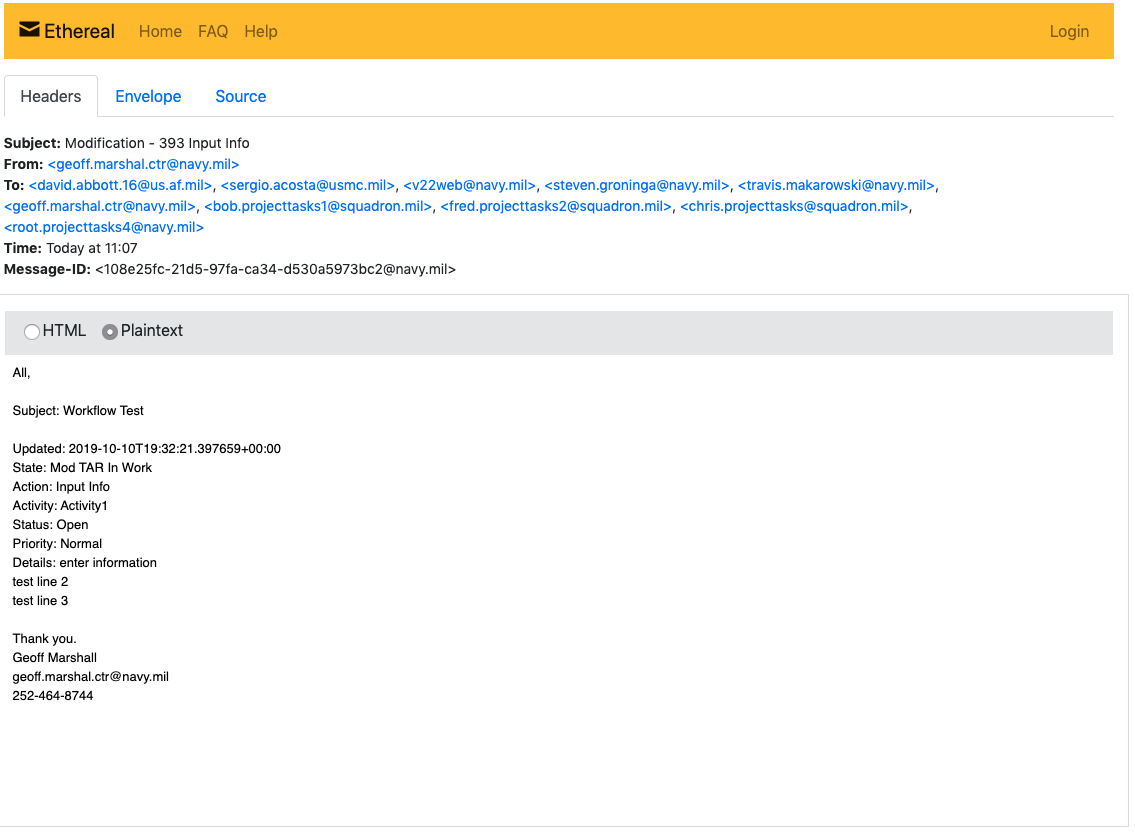 Ethereal Home FAQ Help Login
Headers Envelope Source
Subject: Modification - 393 Input Info
From: <geoff.marshal.ctr@navy.mil>
To: <david.abbott.16@us.af.mil>, <sergio.acosta@usmc.mil>, <v22web@navy.mil>, <steven.groninga@navy.mil>, <travis.makarowski@navy.mil>,
<geoff.marshal.ctr@navy.mil>, <bob.projecttasks1@squadron.mil>, <fred.projecttasks2@squadron.mil>, <chris.projecttasks@squadron.mil>,
<root.projecttasks4@navy.mil>
Time: Today at 11:07
Message-ID: <108e25fc-21d5-97fa-ca34-d530a5973bc2@navy.mil>
HTML Plaintext
All,
Subject: Workflow Test
Updated: 2019-10-10T19:32:21.397659+00:00
State: Mod TAR In Work
Action: Input Info
Activity: Activity1
Status: Open
Priority: Normal
Details: enter information
test line 2
test line 3
Thank you.
Geoff Marshall
geoff.marshal.ctr@navy.mil
252-464-8744